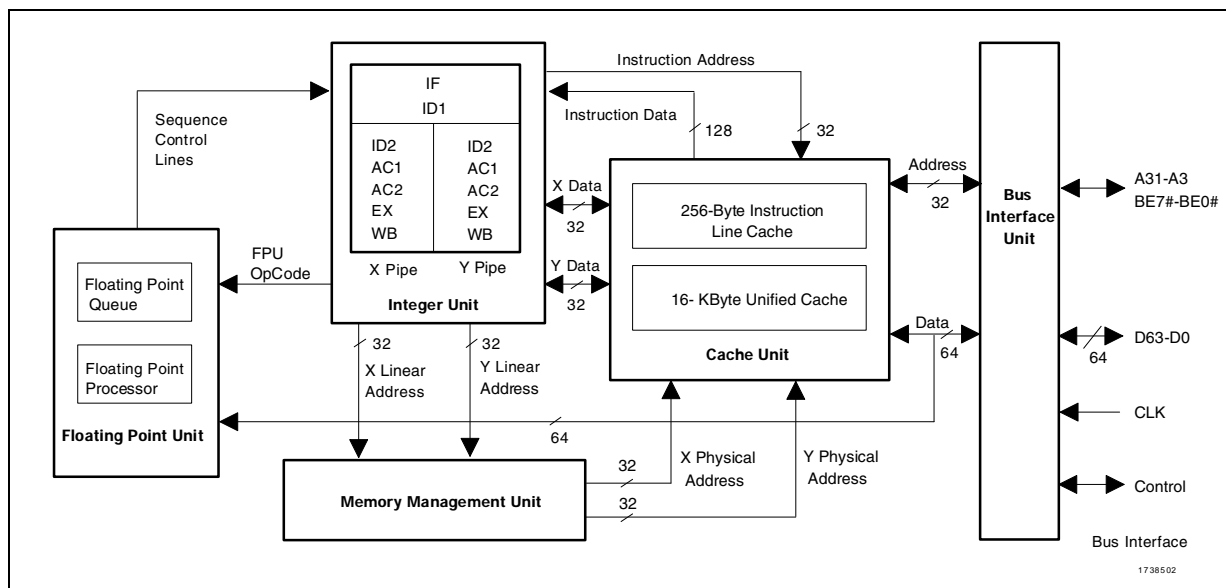 Instruction Address
Instruction Data
128
32
IF
ID1
ID2
AC1
AC2
EX
WB
ID2
AC1
AC2
EX
WB
X Pipe
Y Pipe
Integer Unit
Sequence
Control
Lines
FPU
OpCode
Floating Point
Queue
Floating Point
Processor
Floating Point Unit
X Data
32
Y Data
32
256-Byte Instruction
Line Cache
16- KByte Unified Cache
Cache Unit
Address
32
Data
64
Bus
Interface
Unit
A31-A3
BE7#-BE0#
D63-D0
64
CLK
Control
Bus Interface
32
X Linear
Address
32
Y Linear
Address
64
Memory Management Unit
32
32
X Physical
Address
Y Physical
Address
1738502